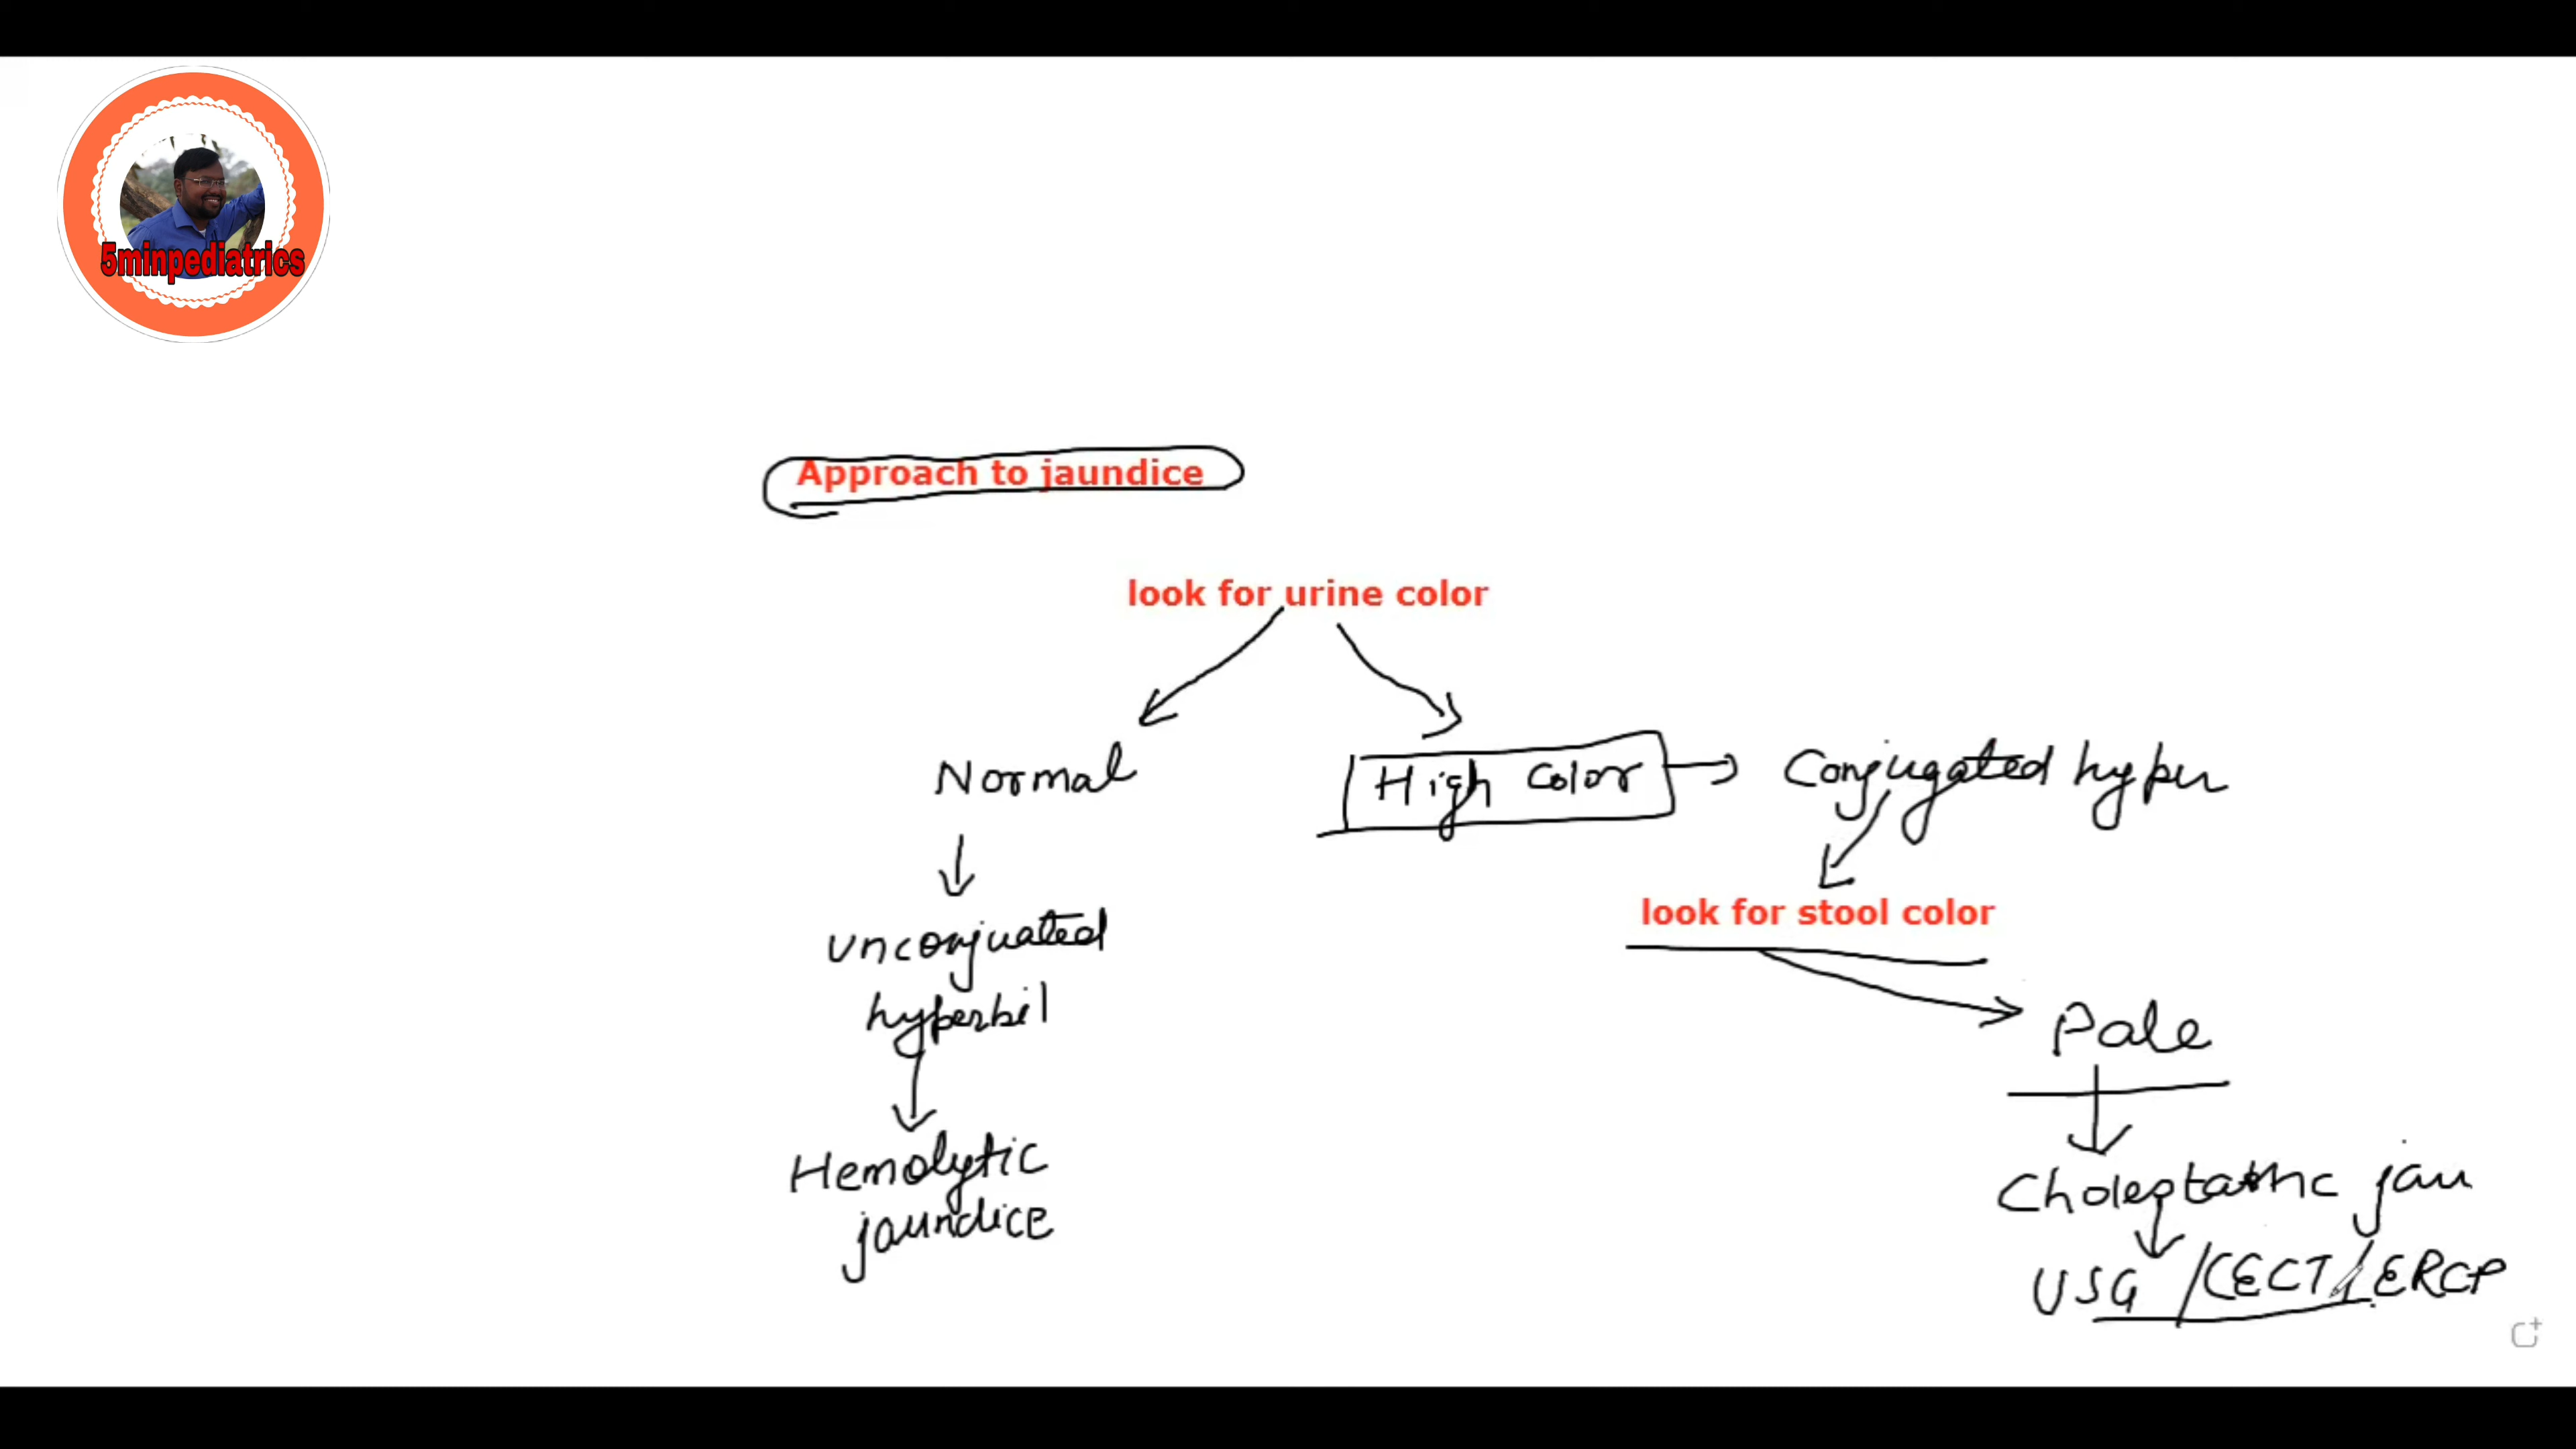 5minpediatrics
Approach to jaundice
look for urine color
Normal
High Color
Conjugated hyper
unconjuated
hyperbil
look for stool color
Pale
Hemolytic
jaundice
jau
USG /CECT/ERCP